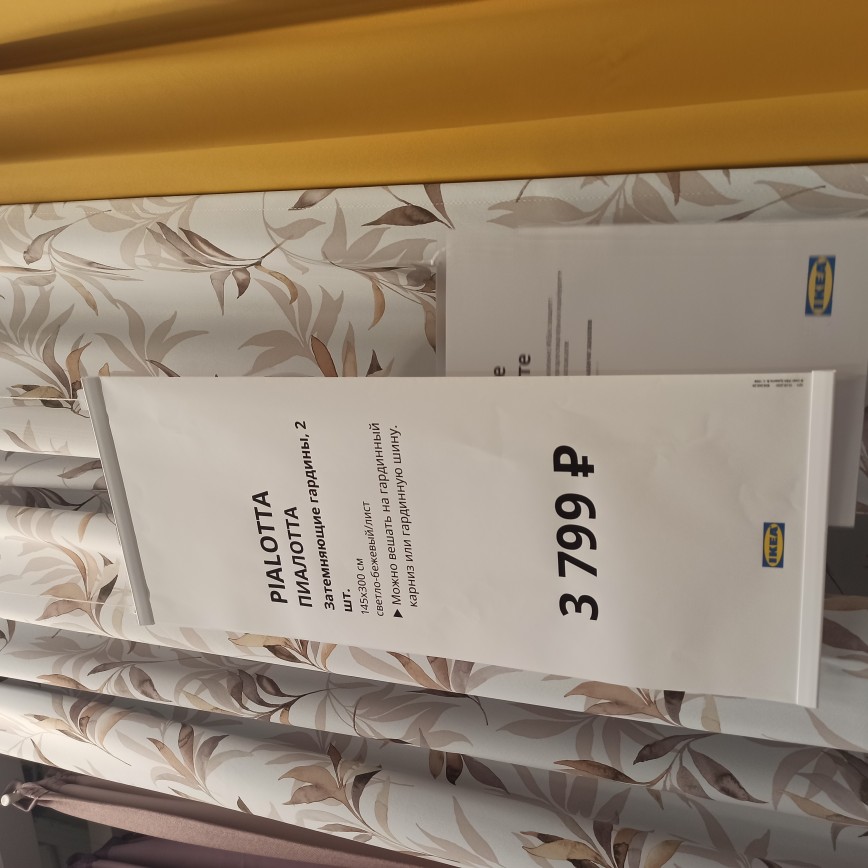 PIALOTTA
ПИАЛОТТА
Затемняющие гардины, 2
шт.
145x300 см
светло-бежевый/лист
▶ Можно вешать на гардинный
карниз или гардинную шину.
3 799 ₽
IKEA
IKEA